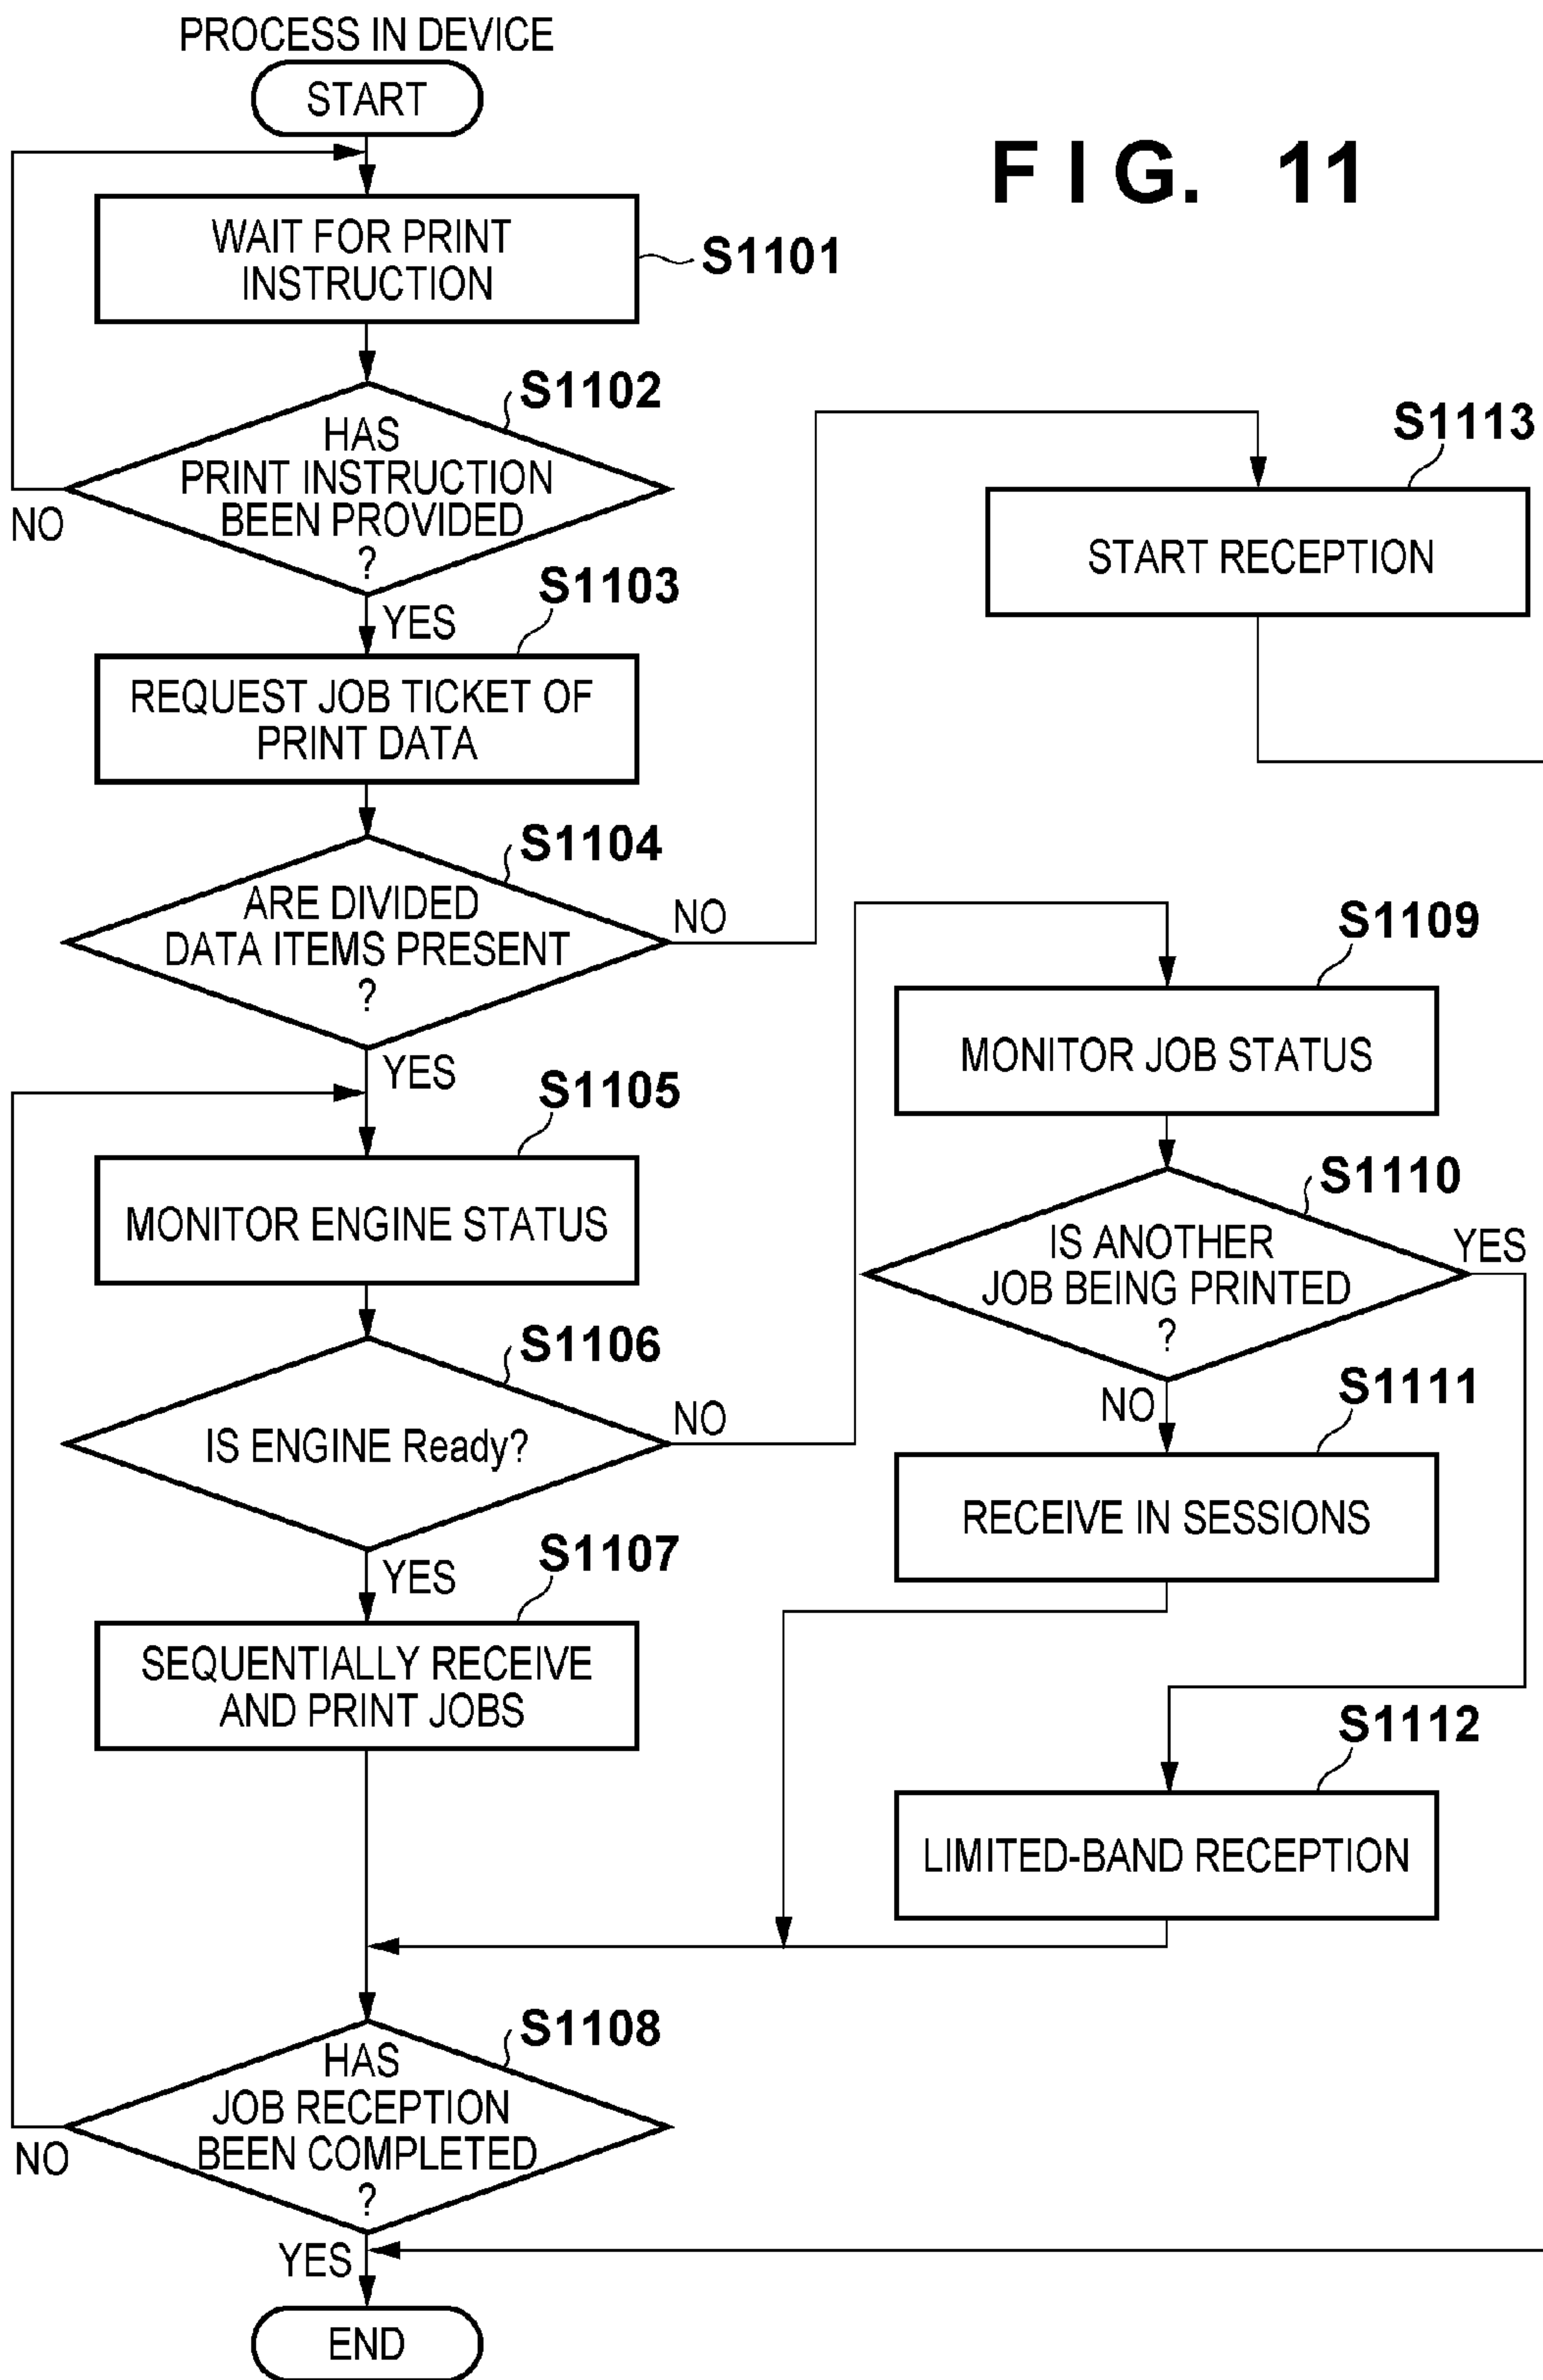 PROCESS IN DEVICE
START
FIG. 11
WAIT FOR PRINT
INSTRUCTION
S1101
S1102
HAS
PRINT INSTRUCTION
BEEN PROVIDED
?
NO
YES
S1103
REQUEST JOB TICKET OF
PRINT DATA
S1104
ARE DIVIDED
DATA ITEMS PRESENT
?
NO
YES
S1105
MONITOR ENGINE STATUS
S1106
IS ENGINE Ready?
NO
YES
S1107
SEQUENTIALLY RECEIVE
AND PRINT JOBS
S1108
HAS
JOB RECEPTION
BEEN COMPLETED
?
NO
YES
END
S1113
START RECEPTION
S1109
MONITOR JOB STATUS
S1110
IS ANOTHER
JOB BEING PRINTED
?
YES
NO
S1111
RECEIVE IN SESSIONS
S1112
LIMITED-BAND RECEPTION